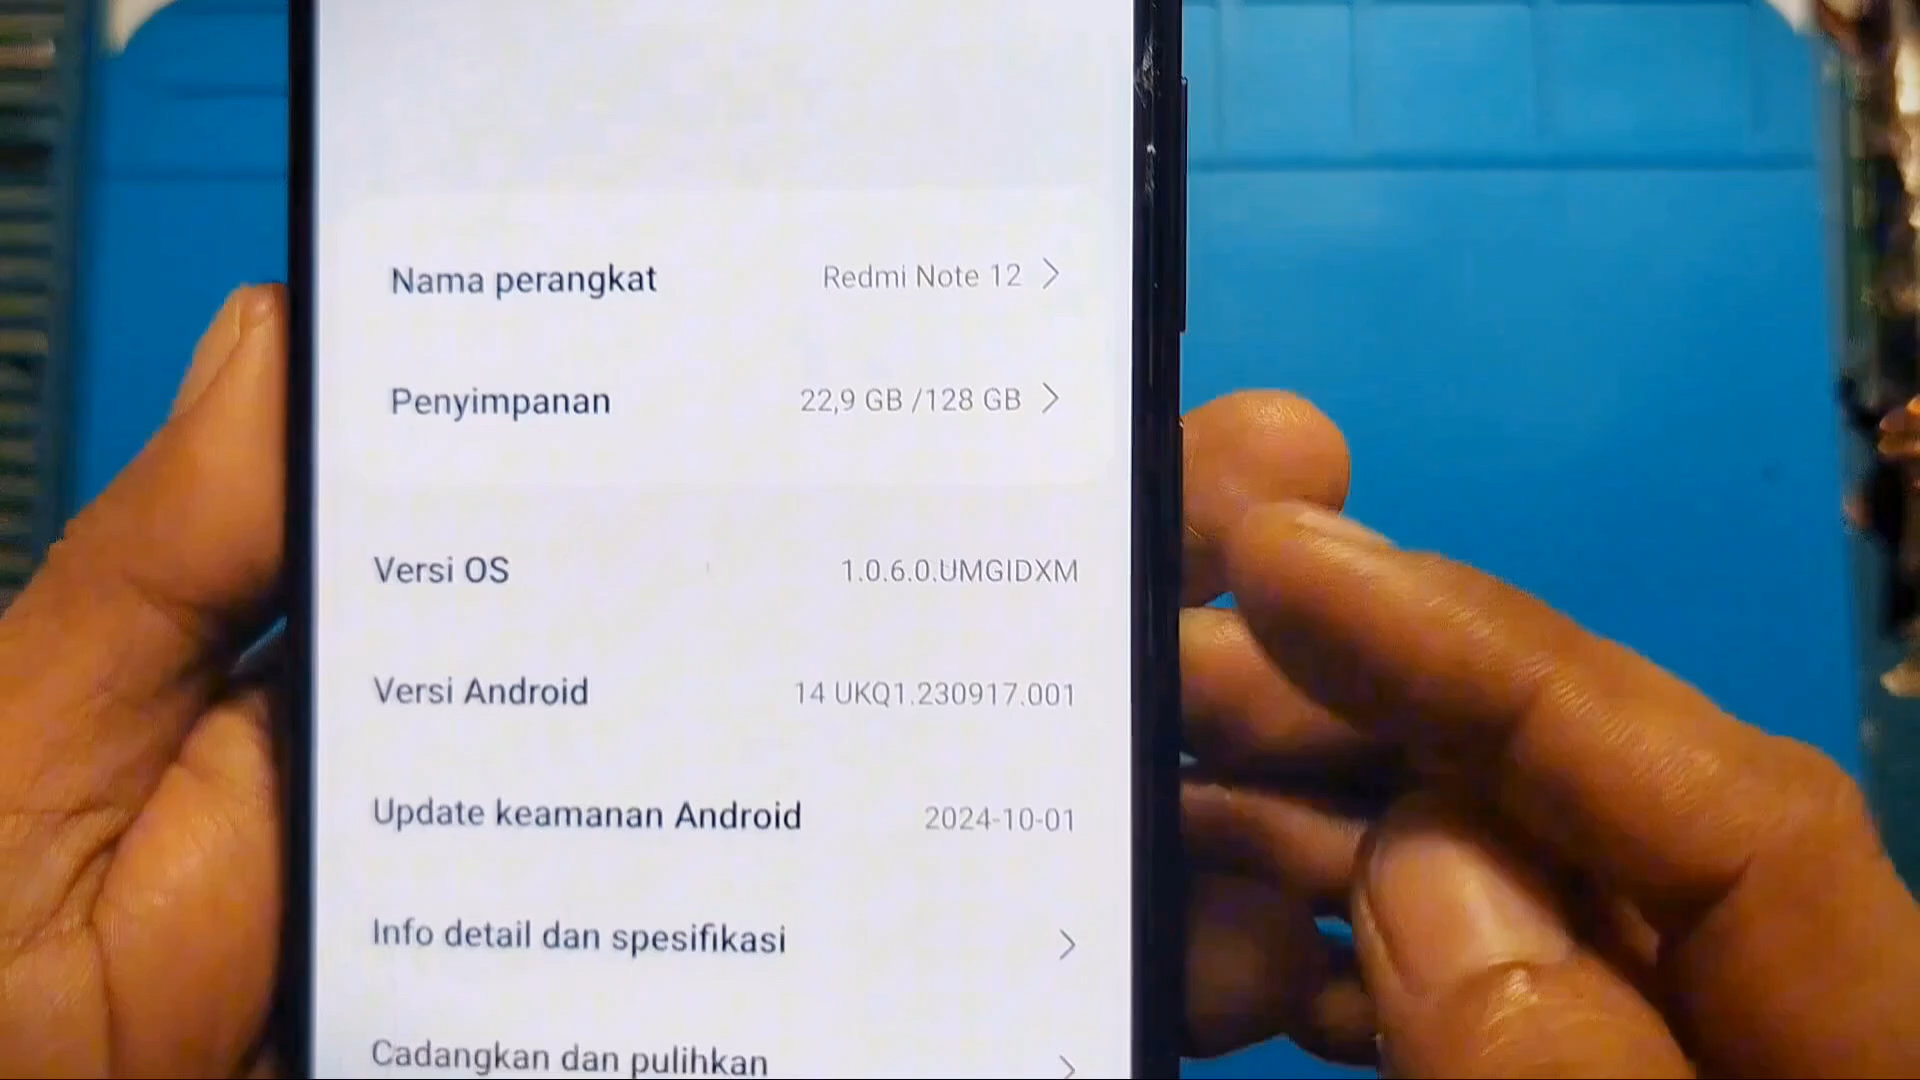 Nama perangkat Redmi Note 12
Penyimpanan 22,9 GB /128 GB
Versi OS 1.0.6.0.UMGIDXM
Versi Android 14 UKQ1.230917.001
Update keamanan Android 2024-10-01
Info detail dan spesifikasi
Cadangkan dan pulihkan